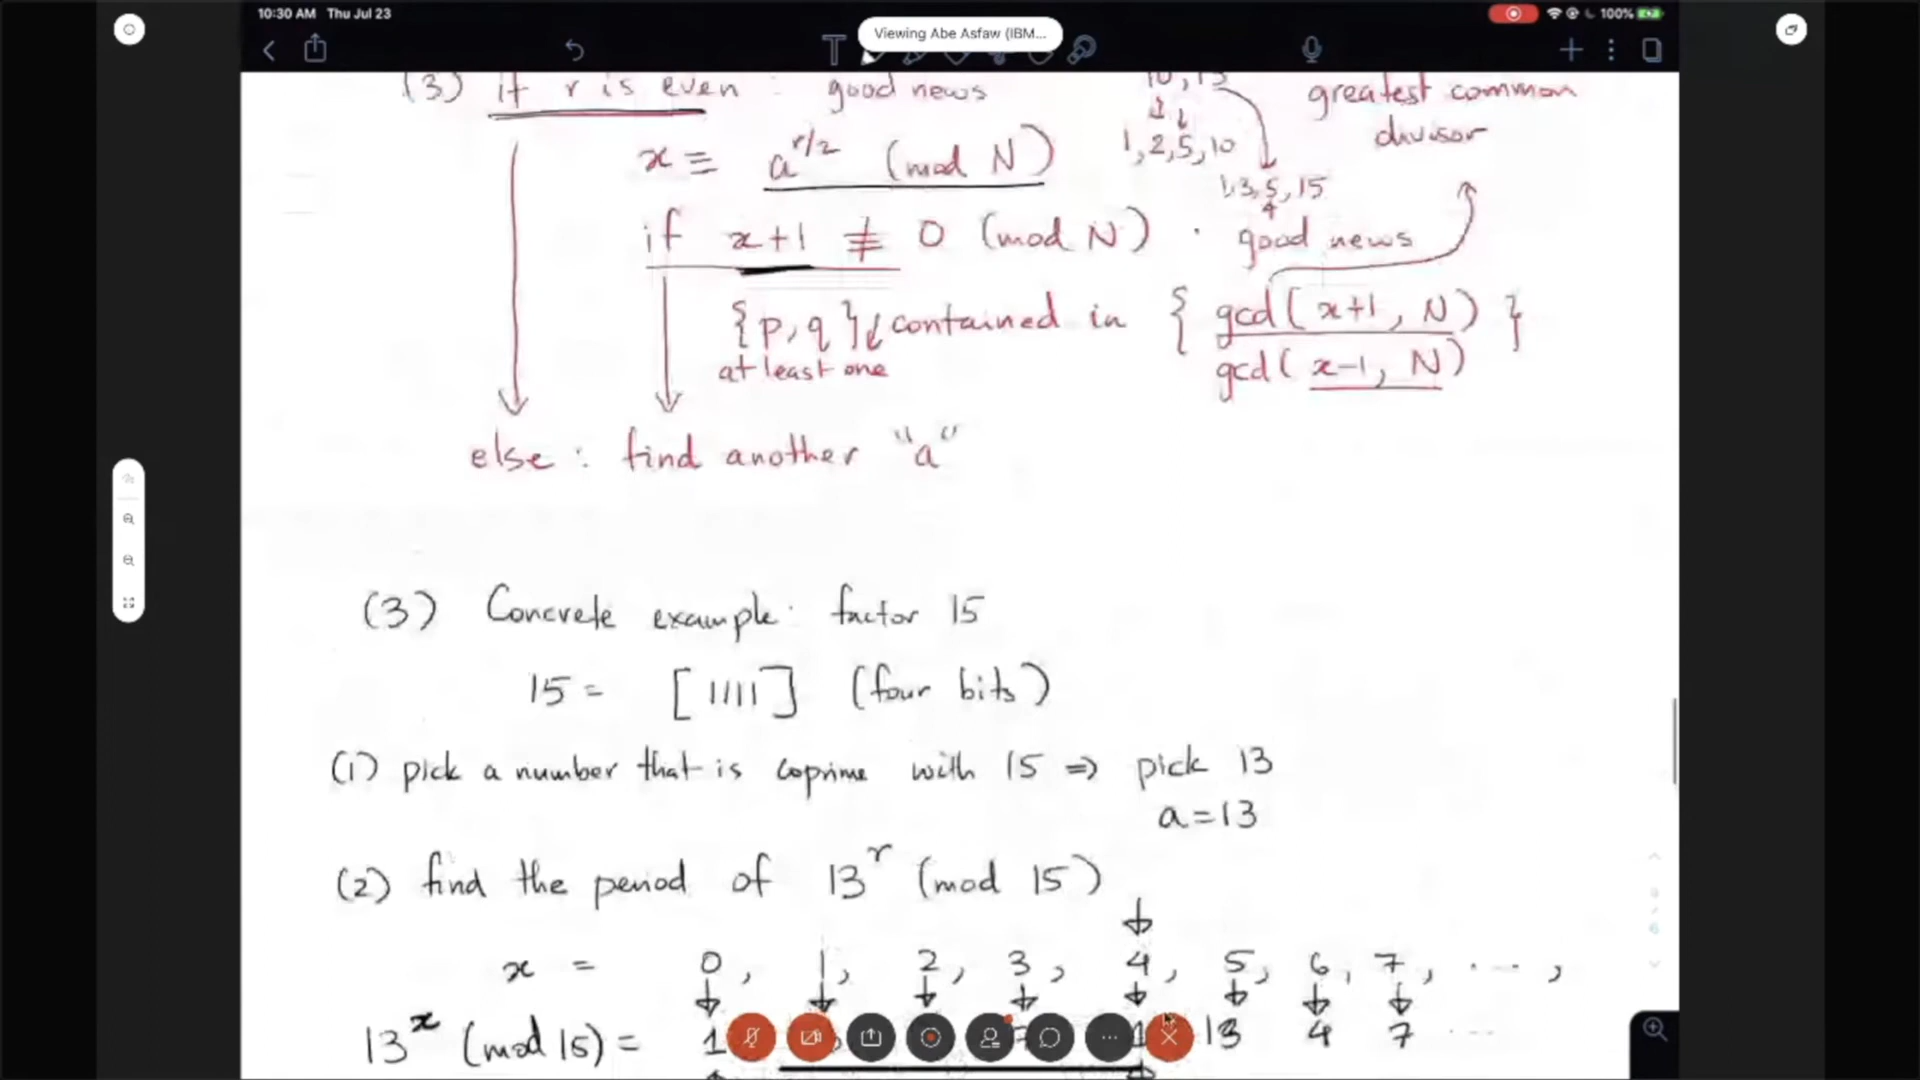 10:30 AM Thu Jul 23
100%
Viewing Abe Asfaw (IBM...
(3) if r is even : good news
10, 15
greatest common
divisor
x ≡ a^{r/2} (mod N)
1, 2, 5, 10
1, 3, 5, 15
if x+1 ≢ 0 (mod N) · good news
{p, q} contained in { gcd(x+1, N) }
at least one
gcd(x-1, N)
else : find another "a"
(3) Concrete example : factor 15
15 = [1111] (four bits)
(1) pick a number that is coprime with 15 ⇒ pick 13
a=13
(2) find the period of 13^r (mod 15)
x = 0, 1, 2, 3, 4, 5, 6, 7, ...,
13^x (mod 15) = 1 1 13 4 7 ...